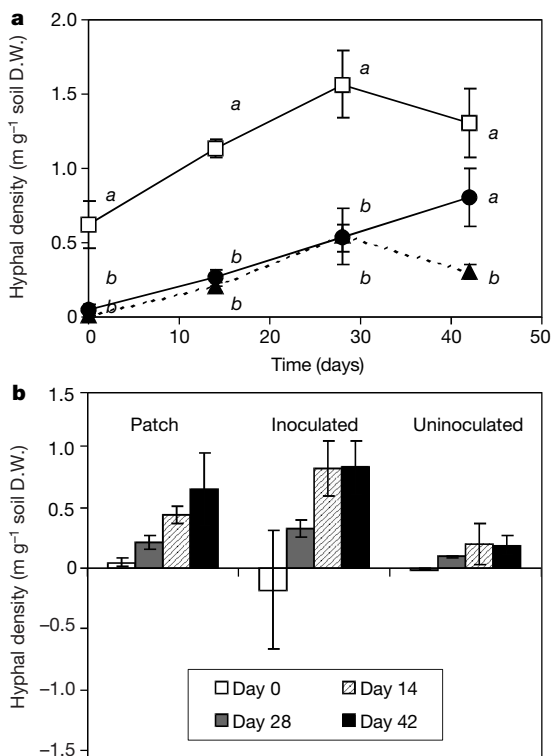 a
2.0
1.5
1.0
0.5
0
Hyphal density (m g⁻¹ soil D.W.)
a
a
a
a
a
b
b
b
b
b
b
b
0 10 20 30 40 50
Time (days)
b
1.5
1.0
0.5
0
−0.5
−1.0
−1.5
Hyphal density (m g⁻¹ soil D.W.)
Patch Inoculated Uninoculated
Day 0 Day 14
Day 28 Day 42